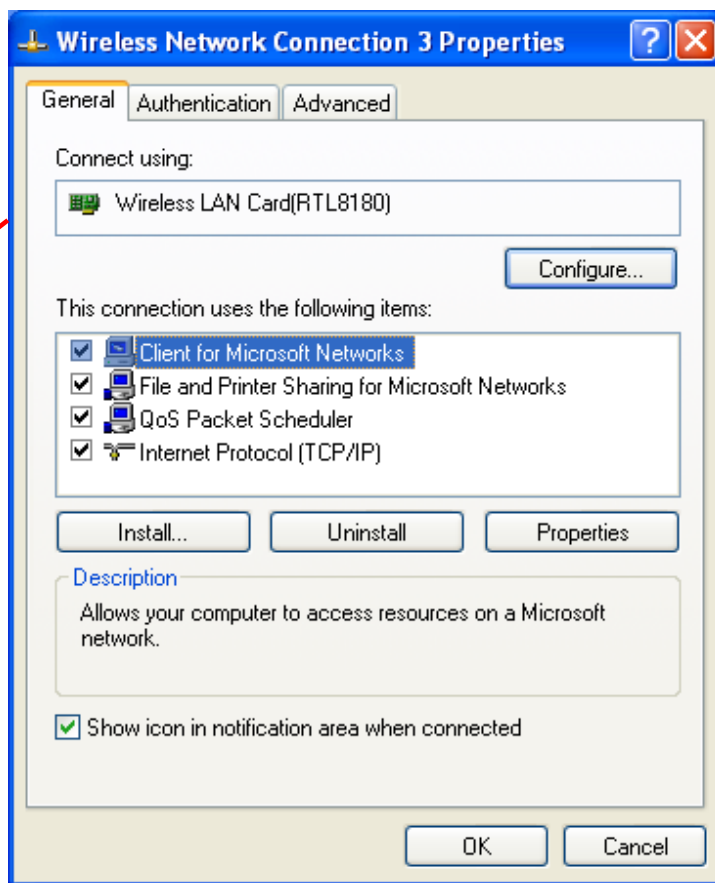 Wireless Network Connection 3 Properties
General Authentication Advanced
Connect using:
Wireless LAN Card(RTL8180)
Configure...
This connection uses the following items:
Client for Microsoft Networks
File and Printer Sharing for Microsoft Networks
QoS Packet Scheduler
Internet Protocol (TCP/IP)
Install... Uninstall Properties
Description
Allows your computer to access resources on a Microsoft
network.
Show icon in notification area when connected
OK Cancel